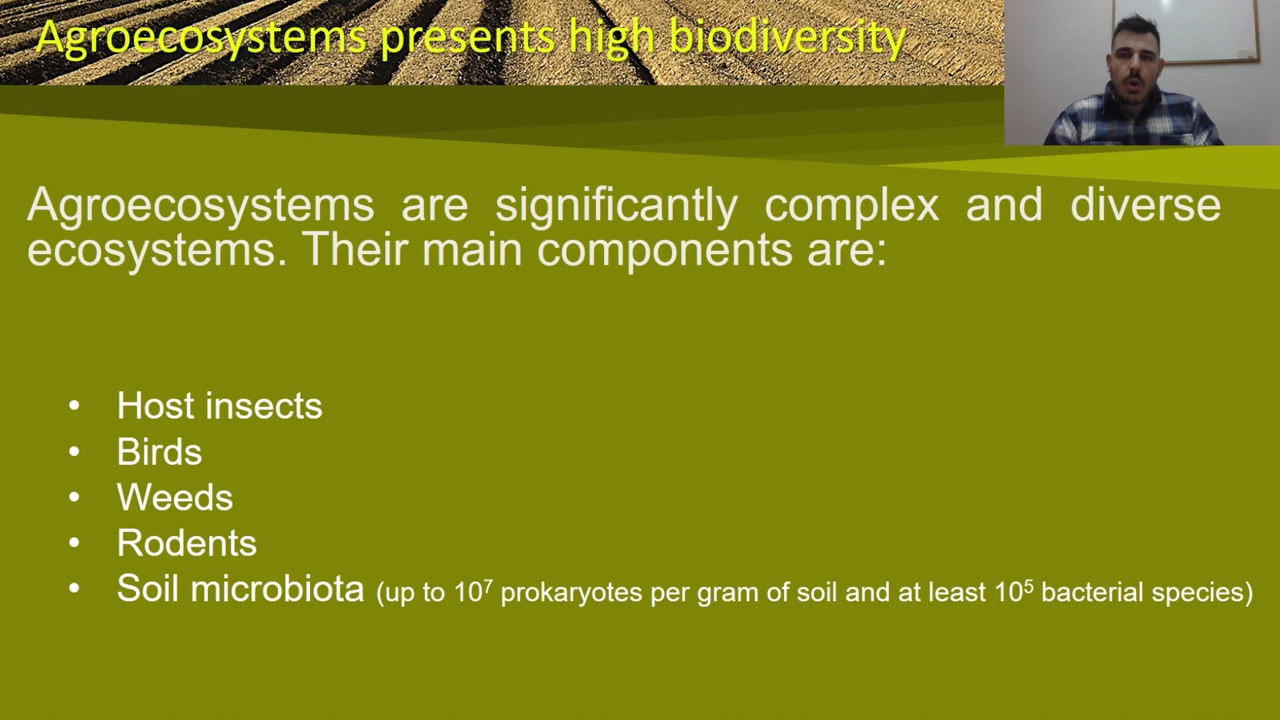 Agroecosystems presents high biodiversity
Agroecosystems are significantly complex and diverse
ecosystems. Their main components are:
• Host insects
• Birds
• Weeds
• Rodents
• Soil microbiota (up to 10⁷ prokaryotes per gram of soil and at least 10⁵ bacterial species)